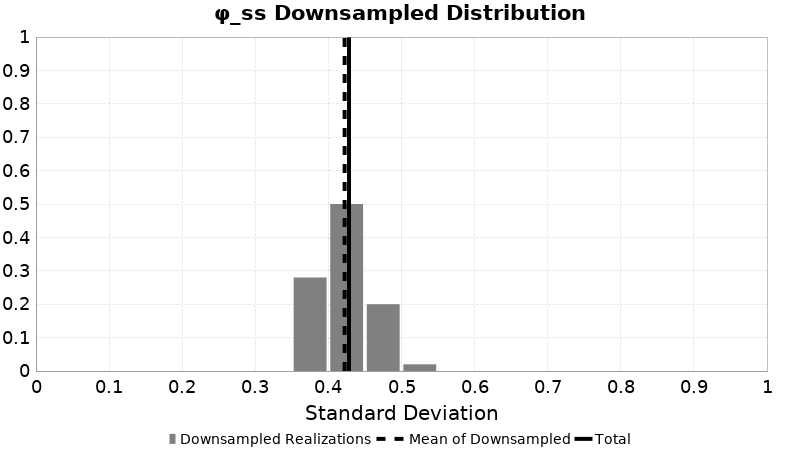 φ_ss Downsampled Distribution
1
0.9
0.8
0.7
0.6
0.5
0.4
0.3
0.2
0.1
0
0 0.1 0.2 0.3 0.4 0.5 0.6 0.7 0.8 0.9 1
Standard Deviation
Downsampled Realizations Mean of Downsampled Total